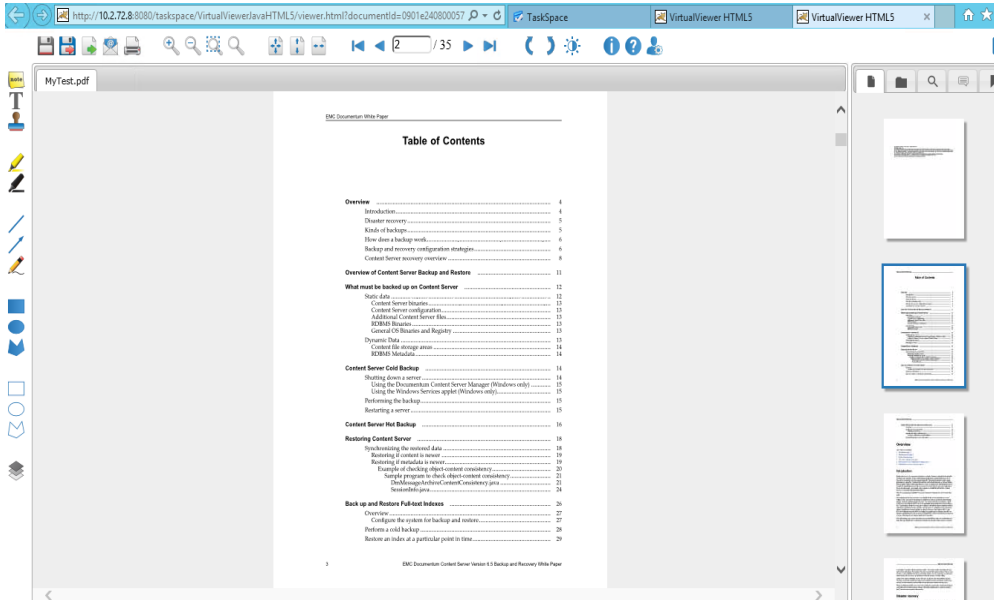 http://10.2.72.8:8080/taskspace/VirtualViewerJavaHTML5/viewer.html?documentId=0901e240800057
TaskSpace
VirtualViewer HTML5
VirtualViewer HTML5
2 / 35
note
T
MyTest.pdf
EMC Documentum White Paper
Table of Contents
Overview 4
Introduction 4
Disaster recovery 5
Kinds of backups 5
How does a backup work 6
Backup and recovery configuration strategies 6
Content Server recovery overview 8
Overview of Content Server Backup and Restore 11
What must be backed up on Content Server 12
Static data 12
Content Server binaries 13
Content Server configuration 13
Additional Content Server files 13
RDBMS Binaries 13
General OS Binaries and Registry 13
Dynamic Data 13
Content file storage areas 14
RDBMS Metadata 14
Content Server Cold Backup 14
Shutting down a server 14
Using the Documentum Content Server Manager (Windows only) 15
Using the Windows Services applet (Windows only) 15
Performing the backup 15
Restarting a server 15
Content Server Hot Backup 16
Restoring Content Server 18
Synchronizing the restored data 18
Restoring if content is newer 19
Restoring if metadata is newer 19
Example of checking object-content consistency 20
Sample program to check object-content consistency 21
DmMessageArchiveContentConsistency.java 21
SessionInfo.java 24
Back up and Restore Full-text Indexes 26
Overview 27
Configure the system for backup and restore 27
Perform a cold backup 28
Restore an index at a particular point in time 29
3 EMC Documentum Content Server Version 6.5 Backup and Recovery White Paper
Table of Contents
Overview
Introduction
Disaster recovery